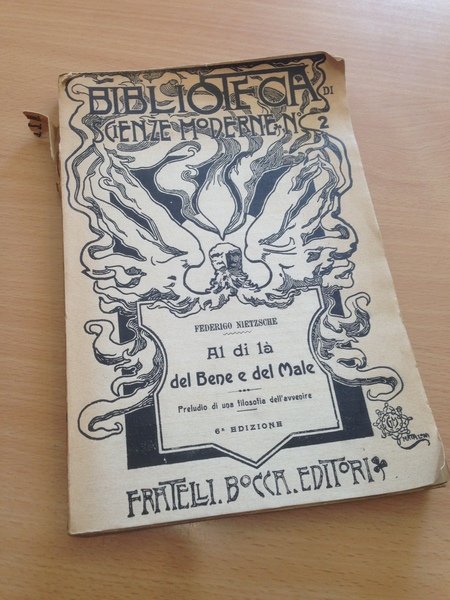 BIBLIOTECA DI
SCIENZE MODERNE. N° 2
FEDERIGO NIETZSCHE
Al di là
del Bene e del Male
Preludio di una filosofia dell'avvenire
6ª EDIZIONE
FRATELLI. BOCCA. EDITORI